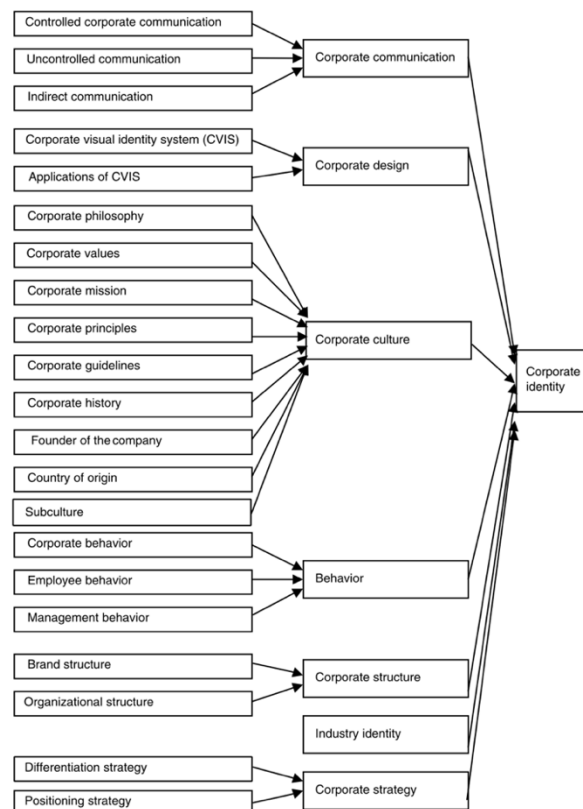 Controlled corporate communication
Uncontrolled communication
Indirect communication
Corporate communication
Corporate visual identity system (CVIS)
Applications of CVIS
Corporate design
Corporate philosophy
Corporate values
Corporate mission
Corporate principles
Corporate guidelines
Corporate history
Founder of the company
Country of origin
Subculture
Corporate culture
Corporate
identity
Corporate behavior
Employee behavior
Management behavior
Behavior
Brand structure
Organizational structure
Corporate structure
Industry identity
Differentiation strategy
Positioning strategy
Corporate strategy